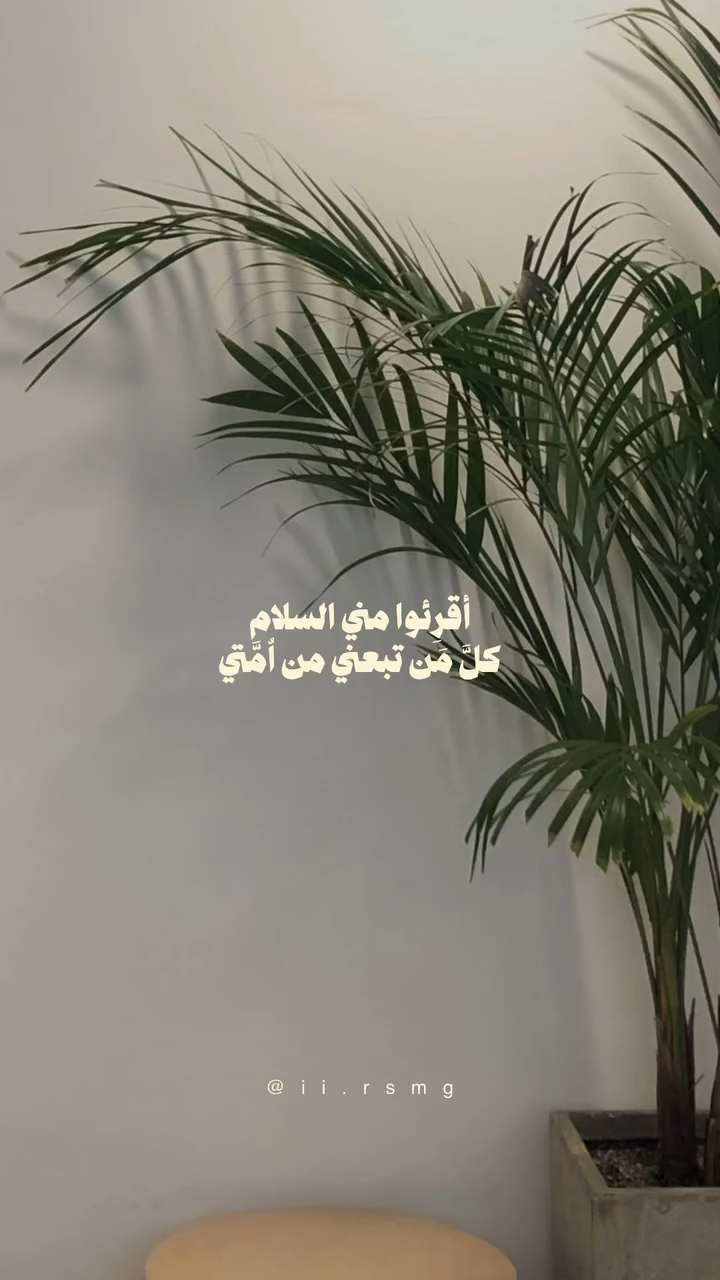 أقرئوا مني السلام
كلَّ مَن تبعني من اُمَّتي
@ii.rsmg